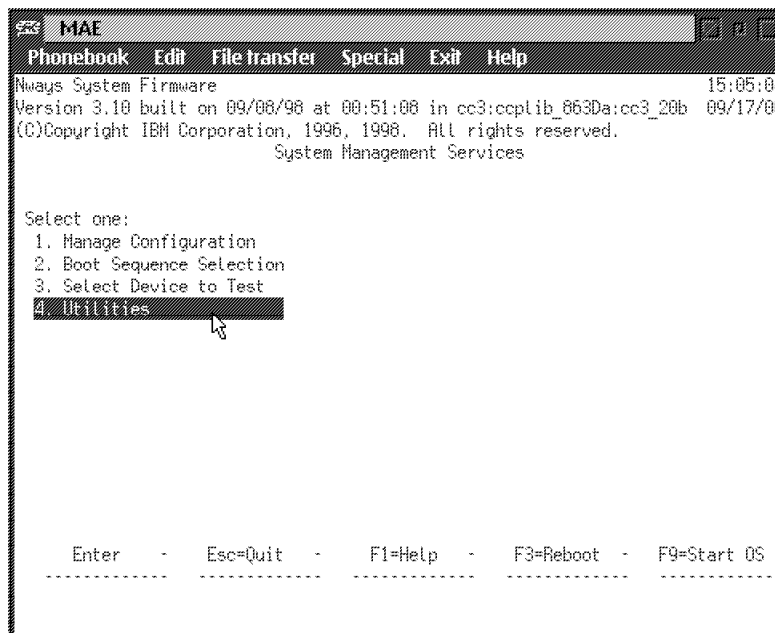 MAE
Phonebook Edit File transfer Special Exit Help
Nways System Firmware 15:05:0
Version 3.10 built on 09/08/98 at 00:51:08 in cc3:ccplib_863Da:cc3_20b 09/17/0
(C)Copyright IBM Corporation, 1996, 1998. All rights reserved.
System Management Services
Select one:
1. Manage Configuration
2. Boot Sequence Selection
3. Select Device to Test
4. Utilities
Enter - Esc=Quit - F1=Help - F3=Reboot - F9=Start OS
------------- ------------- ------------- ------------- ------------